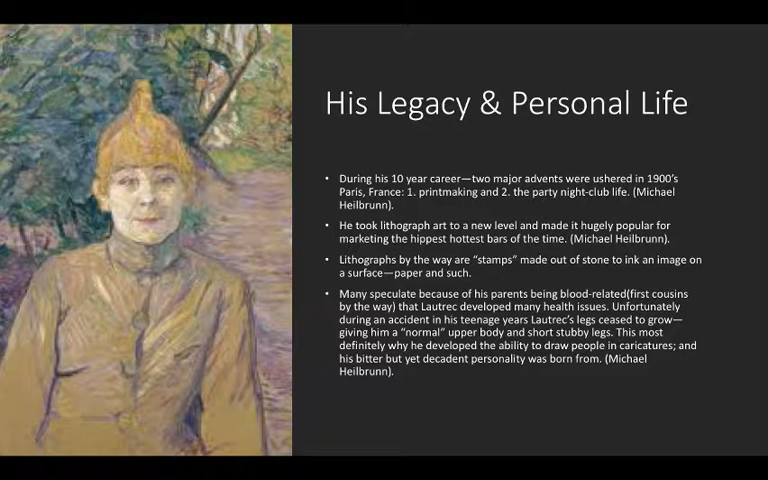 His Legacy & Personal Life
• During his 10 year career—two major advents were ushered in 1900's
Paris, France: 1. printmaking and 2. the party night-club life. (Michael
Heilbrunn).
• He took lithograph art to a new level and made it hugely popular for
marketing the hippest hottest bars of the time. (Michael Heilbrunn).
• Lithographs by the way are “stamps” made out of stone to ink an image on
a surface—paper and such.
• Many speculate because of his parents being blood-related(first cousins
by the way) that Lautrec developed many health issues. Unfortunately
during an accident in his teenage years Lautrec's legs ceased to grow—
giving him a “normal” upper body and short stubby legs. This most
definitely why he developed the ability to draw people in caricatures; and
his bitter but yet decadent personality was born from. (Michael
Heilbrunn).